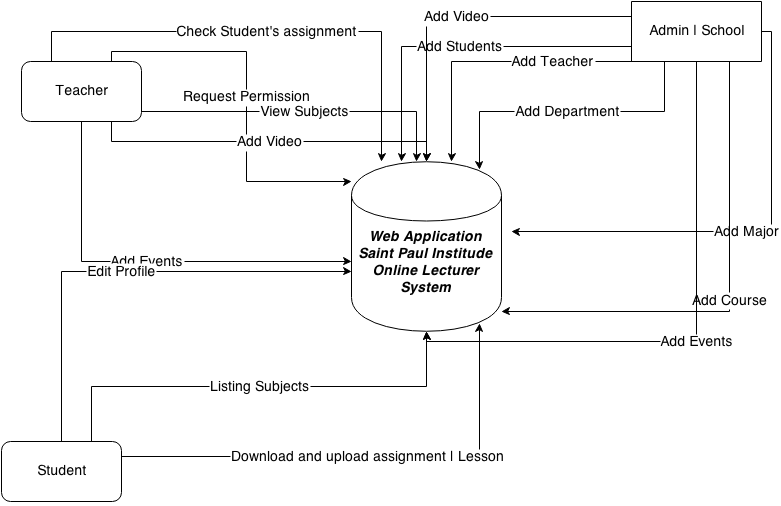 Add Video
Admin | School
Check Student's assignment
Add Students
Add Teacher
Teacher
Request Permission
View Subjects
Add Department
Add Video
Web Application
Saint Paul Institude
Online Lecturer
System
Add Major
Add Events
Edit Profile
Add Course
Add Events
Listing Subjects
Download and upload assignment | Lesson
Student